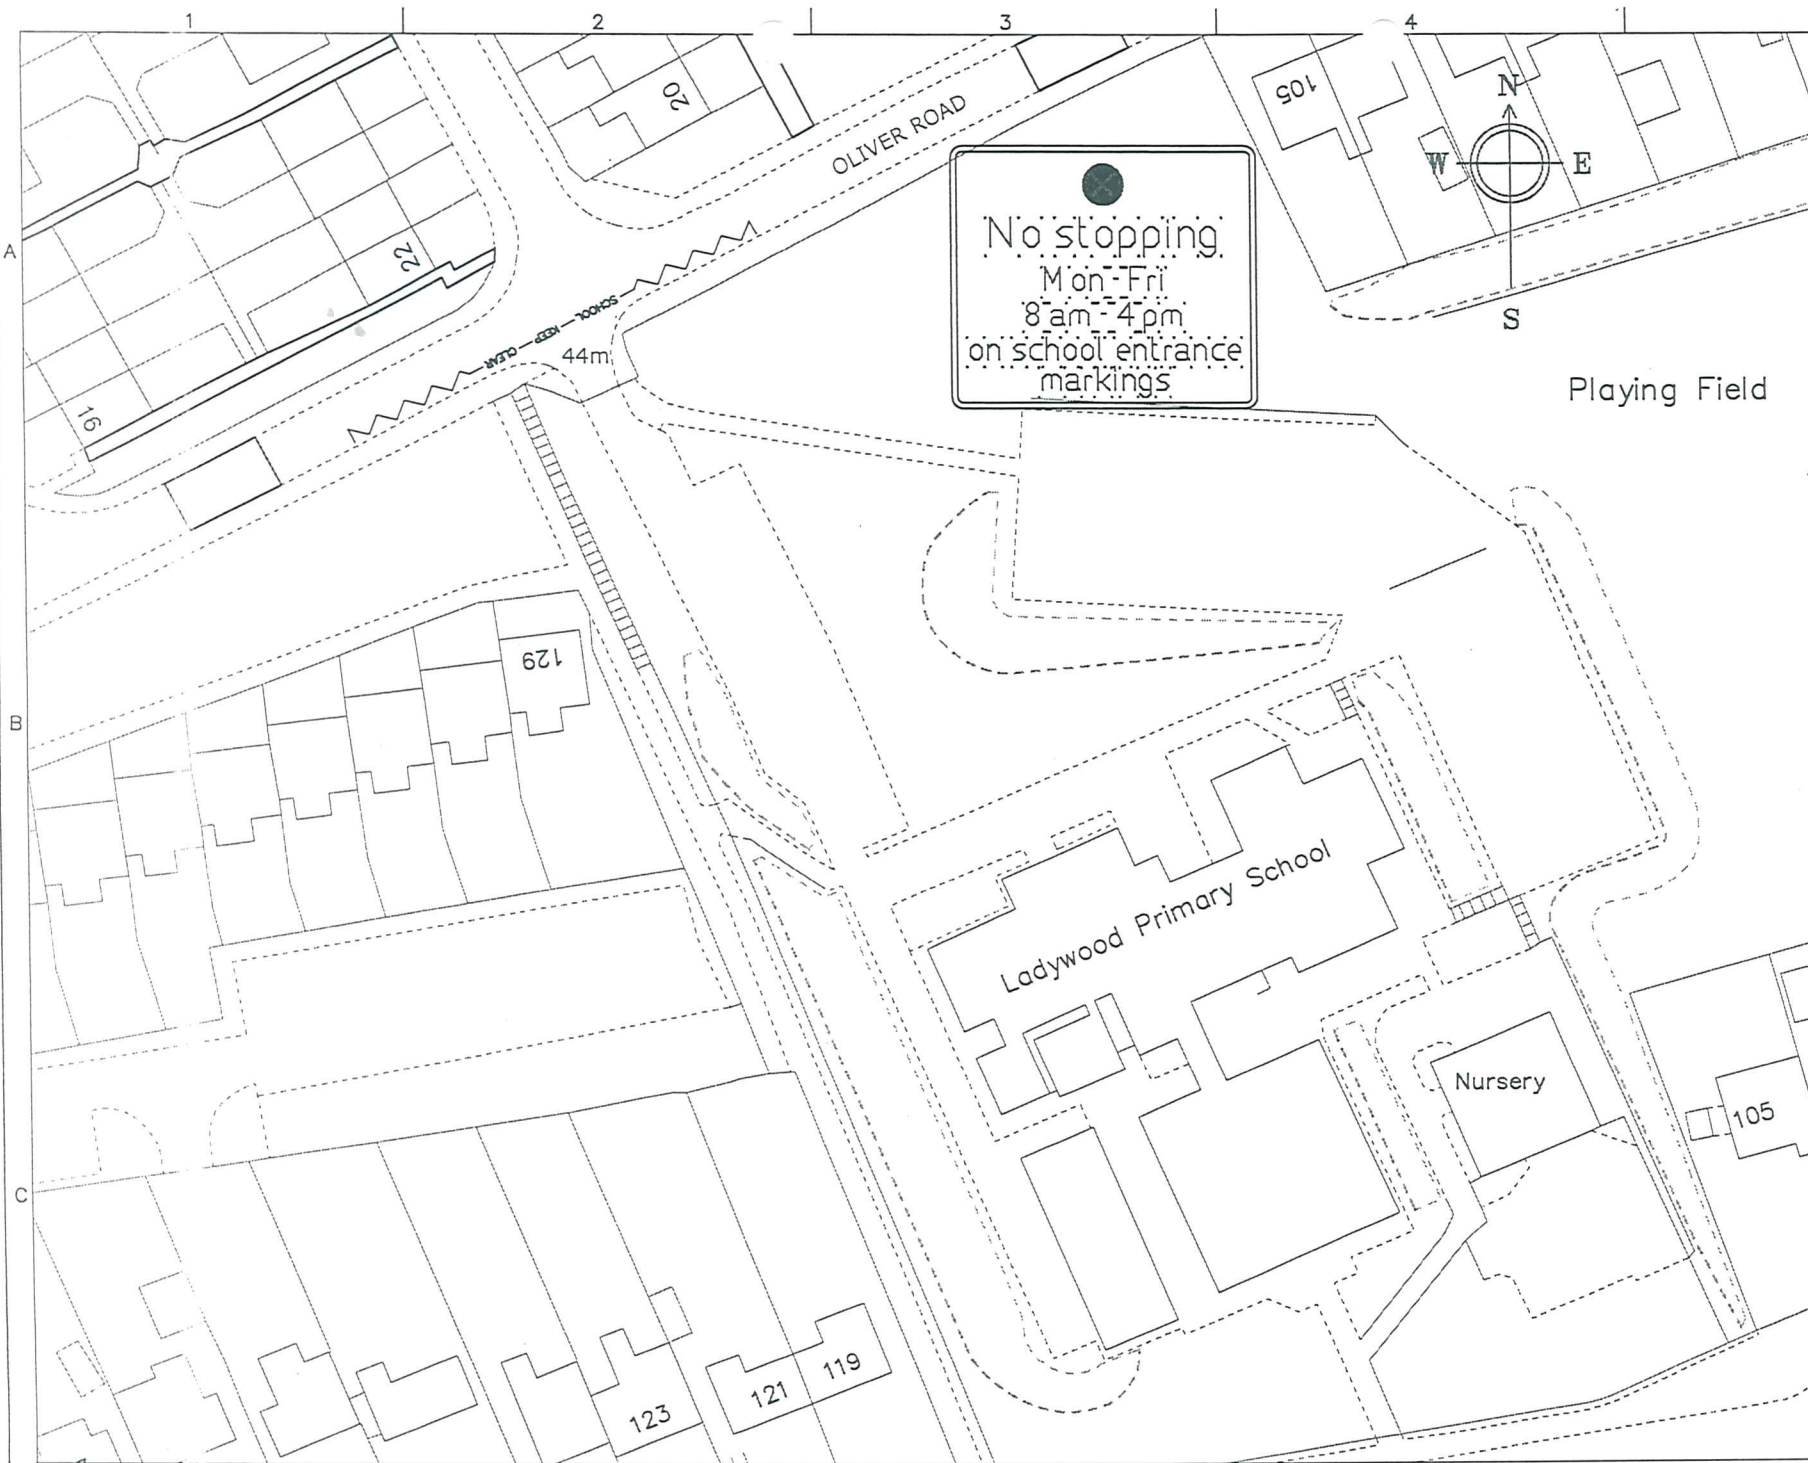 1 2 3 4
20
105
N
OLIVER ROAD
W E
A
No stopping
Mon-Fri
8 am - 4 pm
on school entrance
markings
22
SCHOOL — KEEP — CLEAR
S
44m
Playing Field
16
129
B
Ladywood Primary School
Nursery
105
C
119
121
123